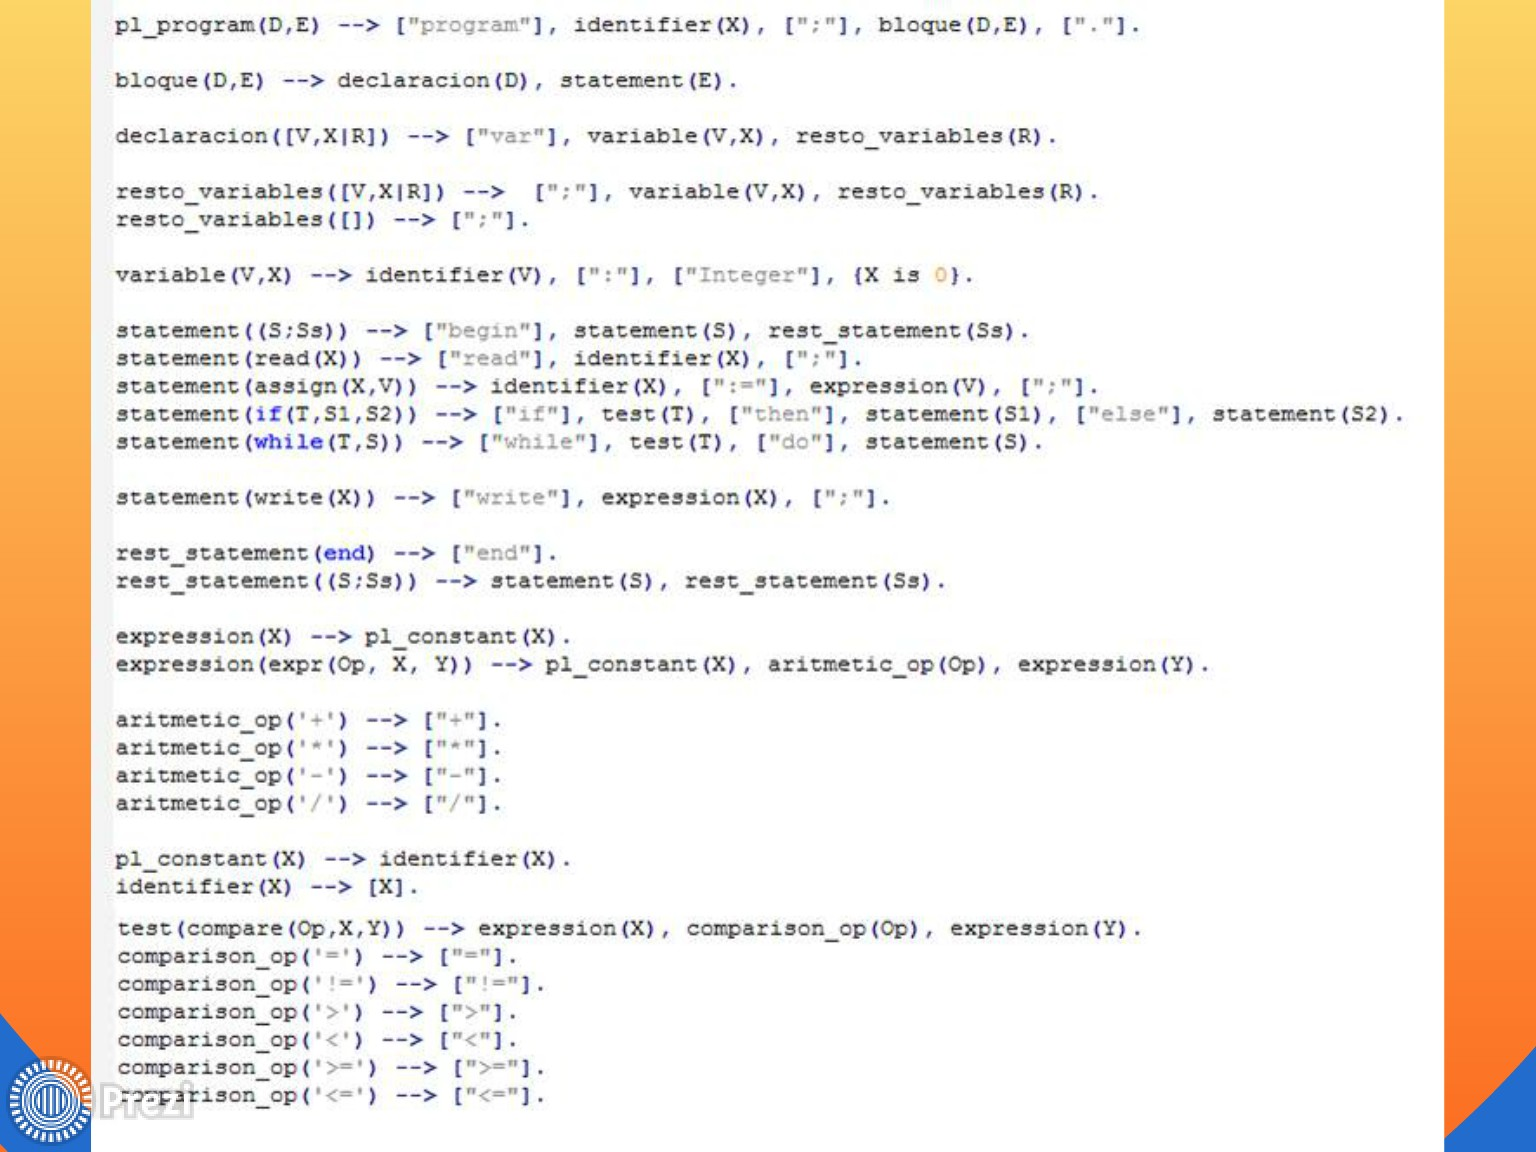 pl_program(D,E) --> ["program"], identifier(X), [";"], bloque(D,E), ["."].
bloque(D,E) --> declaracion(D), statement(E).
declaracion([V,X|R]) --> ["var"], variable(V,X), resto_variables(R).
resto_variables([V,X|R]) --> [";"], variable(V,X), resto_variables(R).
resto_variables([]) --> [";"].
variable(V,X) --> identifier(V), [":"], ["Integer"], {X is 0}.
statement((S;Ss)) --> ["begin"], statement(S), rest_statement(Ss).
statement(read(X)) --> ["read"], identifier(X), [";"].
statement(assign(X,V)) --> identifier(X), [":="], expression(V), [";"].
statement(if(T,S1,S2)) --> ["if"], test(T), ["then"], statement(S1), ["else"], statement(S2).
statement(while(T,S)) --> ["while"], test(T), ["do"], statement(S).
statement(write(X)) --> ["write"], expression(X), [";"].
rest_statement(end) --> ["end"].
rest_statement((S;Ss)) --> statement(S), rest_statement(Ss).
expression(X) --> pl_constant(X).
expression(expr(Op, X, Y)) --> pl_constant(X), aritmetic_op(Op), expression(Y).
aritmetic_op('+') --> ["+"].
aritmetic_op('*') --> ["*"].
aritmetic_op('-') --> ["-"].
aritmetic_op('/') --> ["/"].
pl_constant(X) --> identifier(X).
identifier(X) --> [X].
test(compare(Op,X,Y)) --> expression(X), comparison_op(Op), expression(Y).
comparison_op('=') --> ["="].
comparison_op('!=') --> ["!="].
comparison_op('>') --> [">"].
comparison_op('<') --> ["<"].
comparison_op('>=') --> [">="].
comparison_op('<=') --> ["<="].
Prezi